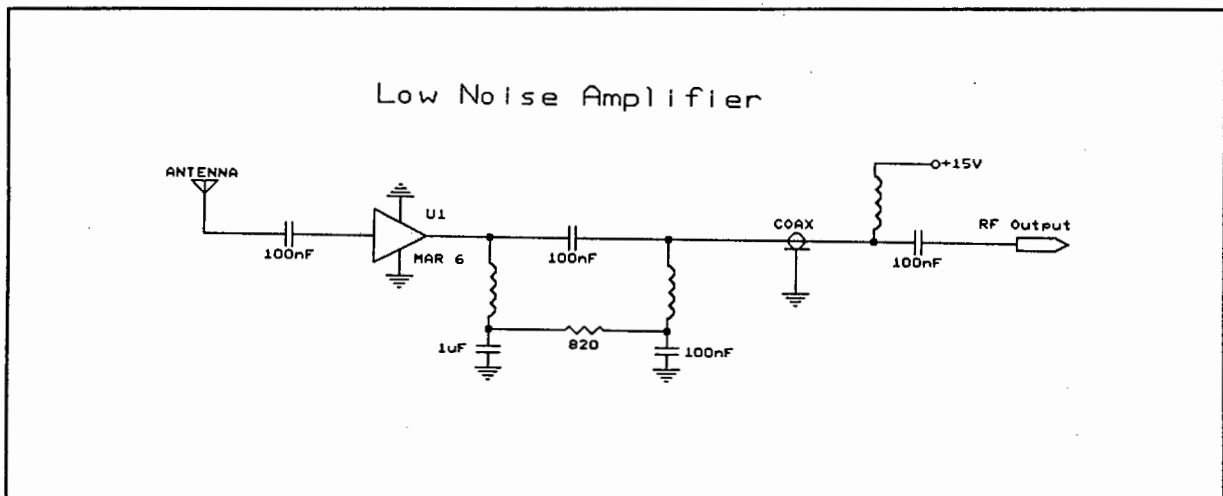 Low Noise Amplifier
ANTENNA
+15V
U1
COAX
RF Output
100nF
MAR 6
100nF
100nF
1uF
820
100nF